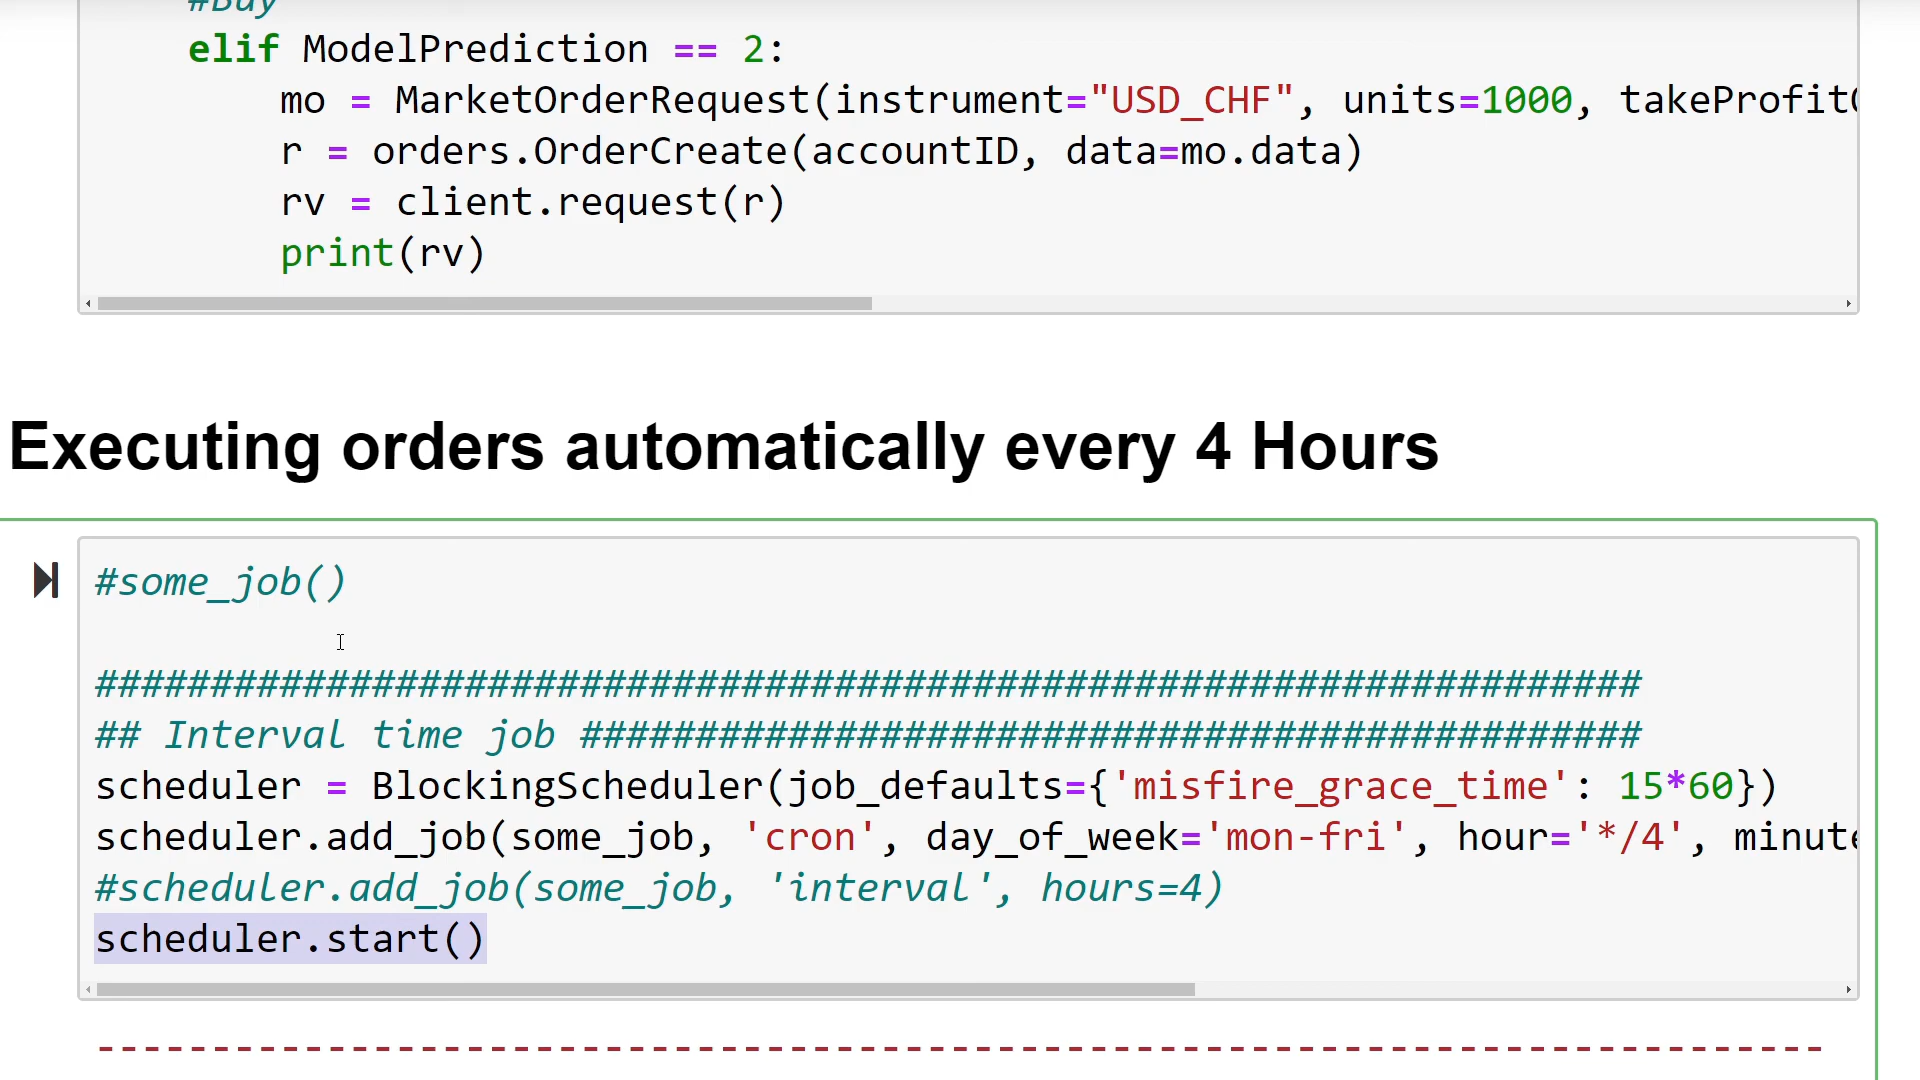 #Buy
elif ModelPrediction == 2:
mo = MarketOrderRequest(instrument="USD_CHF", units=1000, takeProfit
r = orders.OrderCreate(accountID, data=mo.data)
rv = client.request(r)
print(rv)
Executing orders automatically every 4 Hours
#some_job()
###################################################################
## Interval time job ##############################################
scheduler = BlockingScheduler(job_defaults={'misfire_grace_time': 15*60})
scheduler.add_job(some_job, 'cron', day_of_week='mon-fri', hour='*/4', minute
#scheduler.add_job(some_job, 'interval', hours=4)
scheduler.start()
---------------------------------------------------------------------------